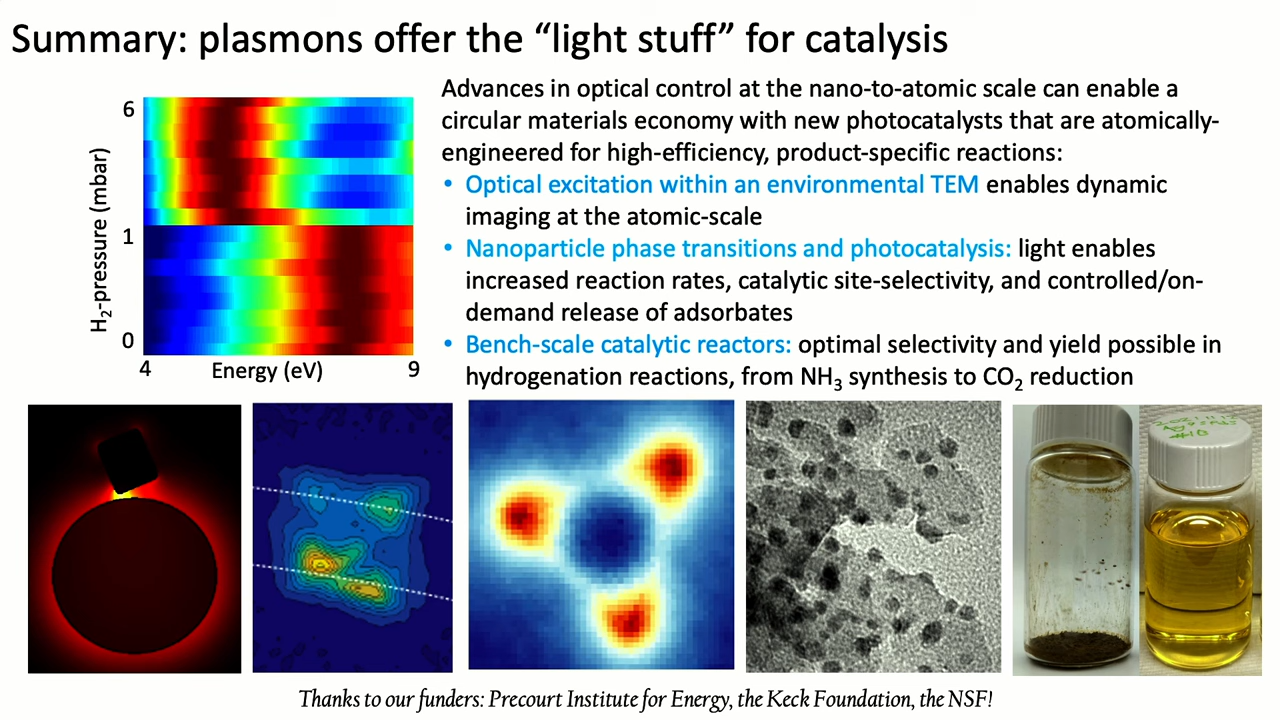 Summary: plasmons offer the “light stuff” for catalysis
6
1
0
H₂-pressure (mbar)
4
Energy (eV)
9
Advances in optical control at the nano-to-atomic scale can enable a
circular materials economy with new photocatalysts that are atomically-
engineered for high-efficiency, product-specific reactions:
• Optical excitation within an environmental TEM enables dynamic
imaging at the atomic-scale
• Nanoparticle phase transitions and photocatalysis: light enables
increased reaction rates, catalytic site-selectivity, and controlled/on-
demand release of adsorbates
• Bench-scale catalytic reactors: optimal selectivity and yield possible in
hydrogenation reactions, from NH₃ synthesis to CO₂ reduction
Thanks to our funders: Precourt Institute for Energy, the Keck Foundation, the NSF!